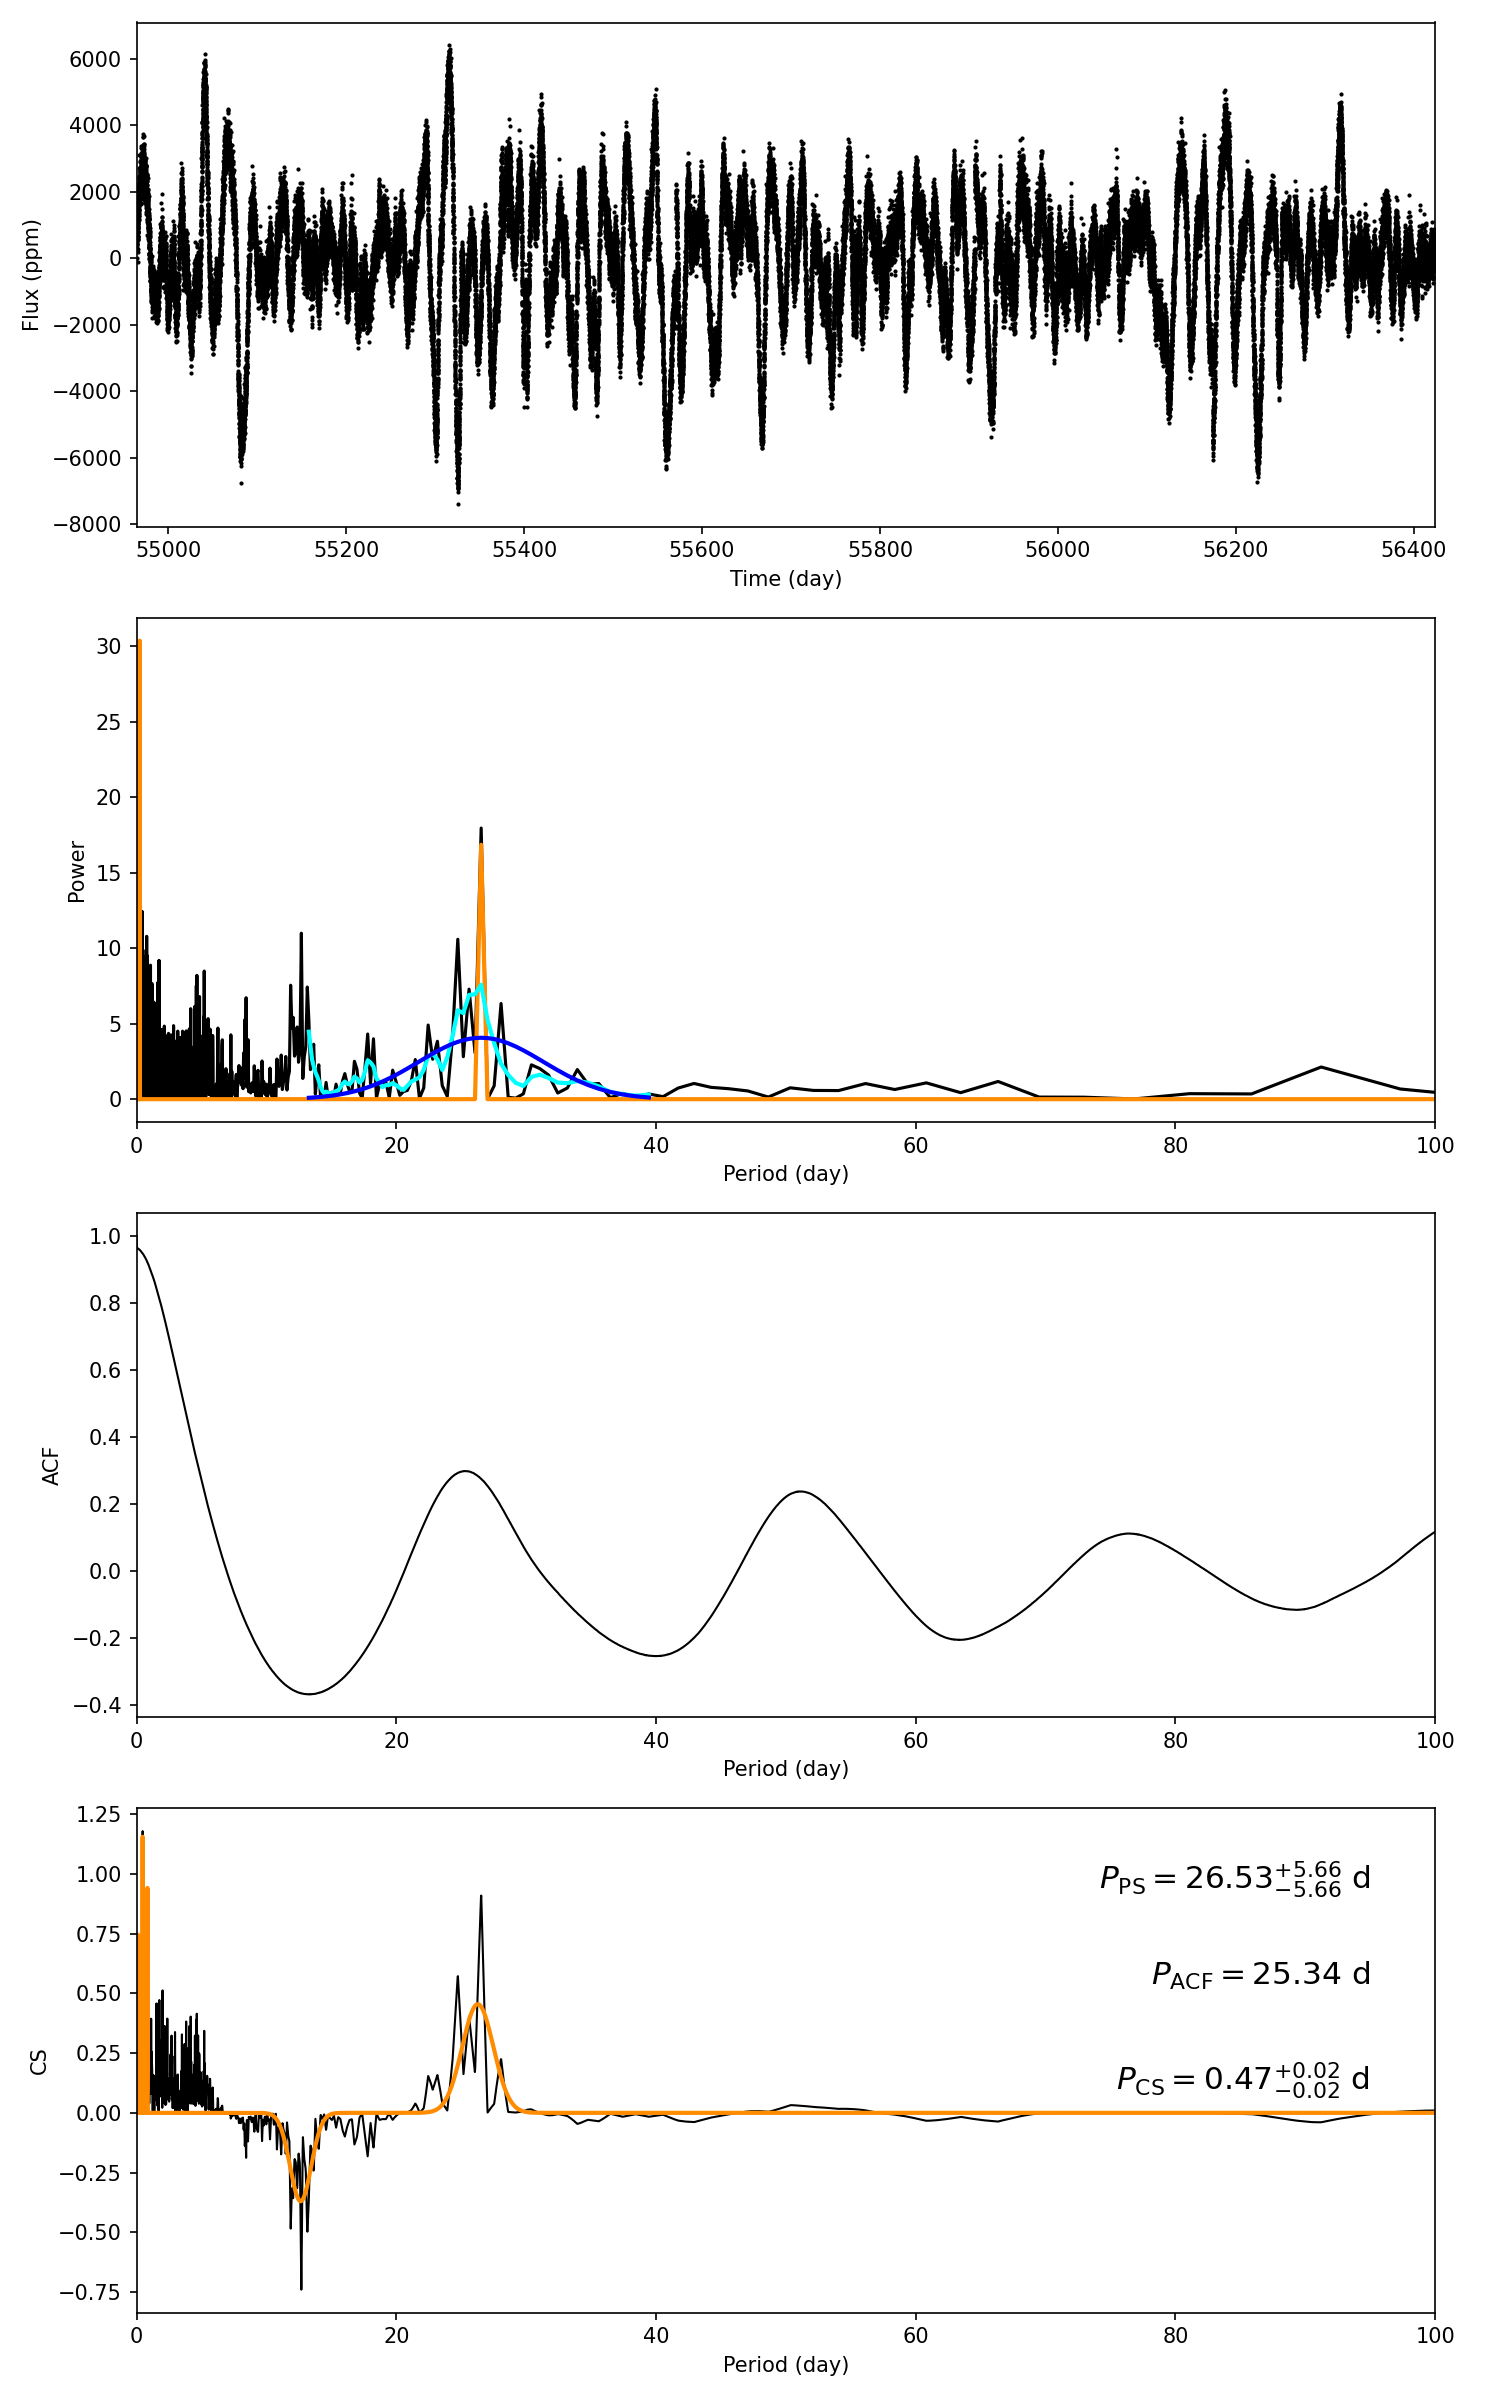 6000
4000
2000
0
−2000
−4000
−6000
−8000
Flux (ppm)
55000 55200 55400 55600 55800 56000 56200 56400
Time (day)
30
25
20
15
10
5
0
Power
0 20 40 60 80 100
Period (day)
1.0
0.8
0.6
0.4
0.2
0.0
−0.2
−0.4
ACF
0 20 40 60 80 100
Period (day)
1.25
1.00
0.75
0.50
0.25
0.00
−0.25
−0.50
−0.75
CS
P_PS = 26.53^{+5.66}_{−5.66} d
P_ACF = 25.34 d
P_CS = 0.47^{+0.02}_{−0.02} d
0 20 40 60 80 100
Period (day)